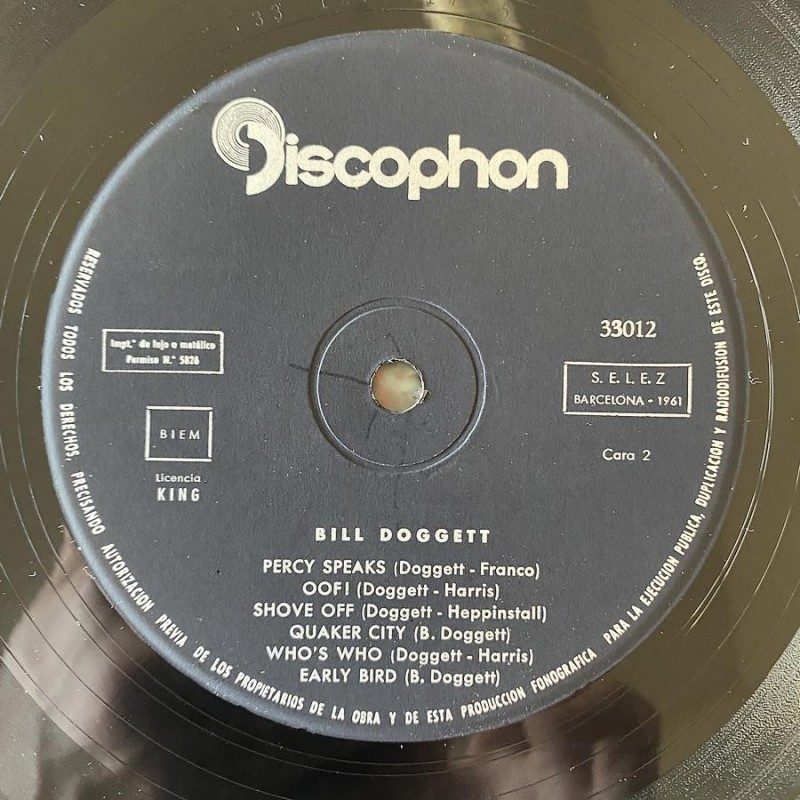 Discophon
33012
Impt.º de lujo a metálico
Permiso N.º 5826
S. E. L. E. Z
BARCELONA - 1961
BIEM
Cara 2
Licencia
KING
BILL DOGGETT
PERCY SPEAKS (Doggett - Franco)
OOF! (Doggett - Harris)
SHOVE OFF (Doggett - Heppinstall)
QUAKER CITY (B. Doggett)
WHO'S WHO (Doggett - Harris)
EARLY BIRD (B. Doggett)
RESERVADOS TODOS LOS DERECHOS, PRECISANDO AUTORIZACION PREVIA DE LOS PROPIETARIOS DE LA OBRA Y DE ESTA PRODUCCION FONOGRAFICA PARA LA EJECUCION PUBLICA, DUPLICACION Y RADIODIFUSION DE ESTE DISCO.